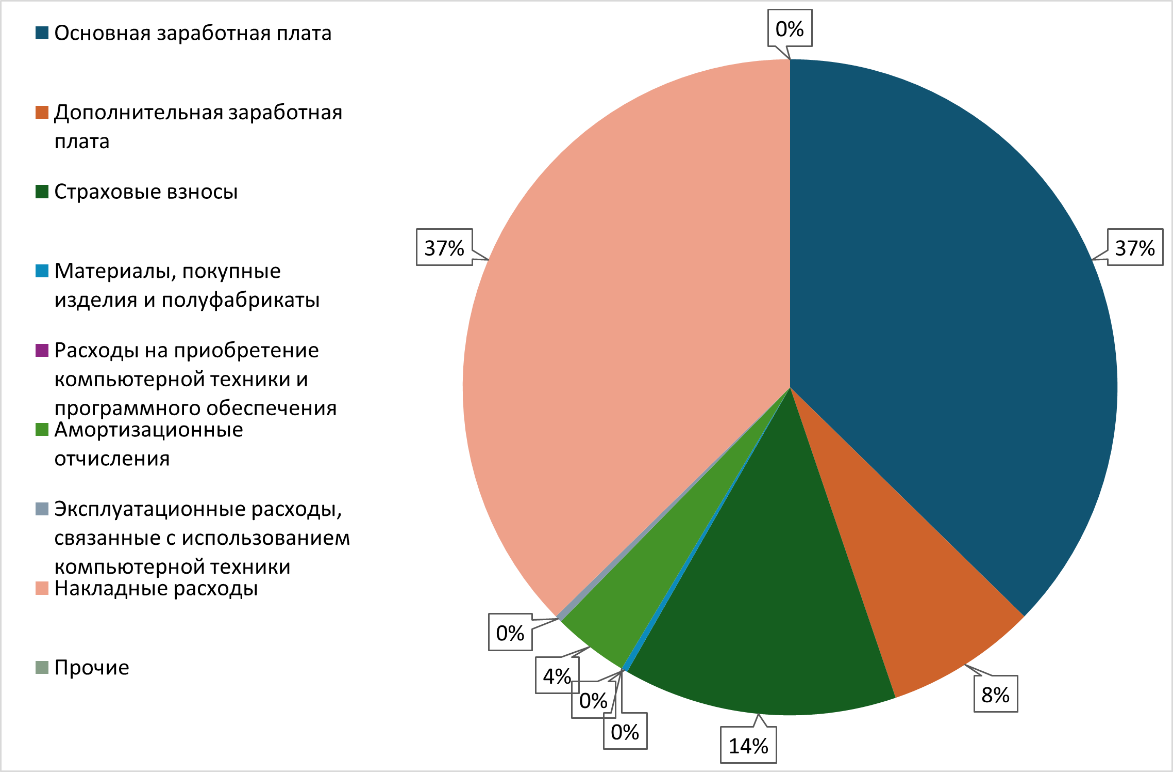 Основная заработная плата
Дополнительная заработная
плата
Страховые взносы
Материалы, покупные
изделия и полуфабрикаты
Расходы на приобретение
компьютерной техники и
программного обеспечения
Амортизационные
отчисления
Эксплуатационные расходы,
связанные с использованием
компьютерной техники
Накладные расходы
Прочие
0%
37%
37%
0%
4%
0%
0%
14%
8%